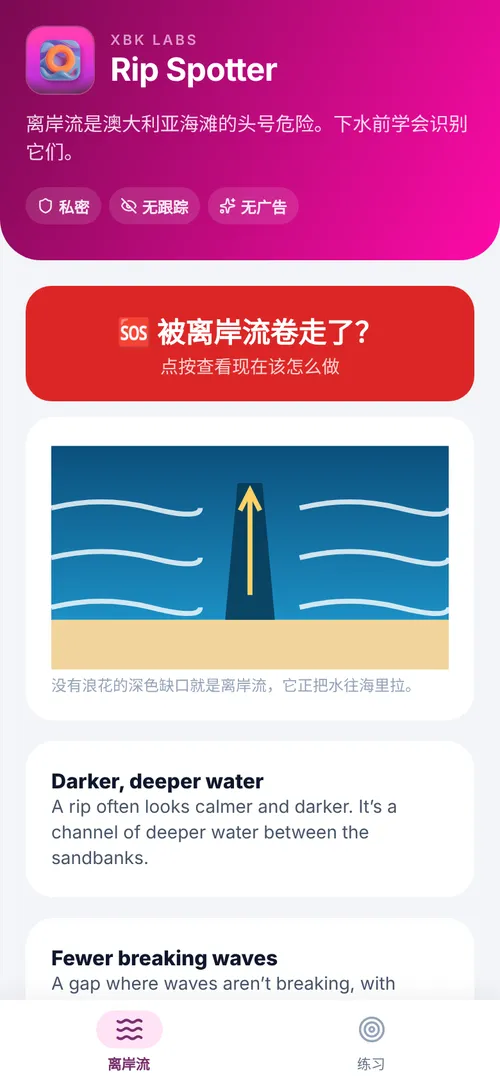 XBK LABS
Rip Spotter
离岸流是澳大利亚海滩的头号危险。下水前学会识别
它们。
私密
无跟踪
无广告
🆘 被离岸流卷走了？
点按查看现在该怎么做
没有浪花的深色缺口就是离岸流，它正把水往海里拉。
Darker, deeper water
A rip often looks calmer and darker. It’s a
channel of deeper water between the
sandbanks.
Fewer breaking waves
A gap where waves aren’t breaking, with
离岸流
练习